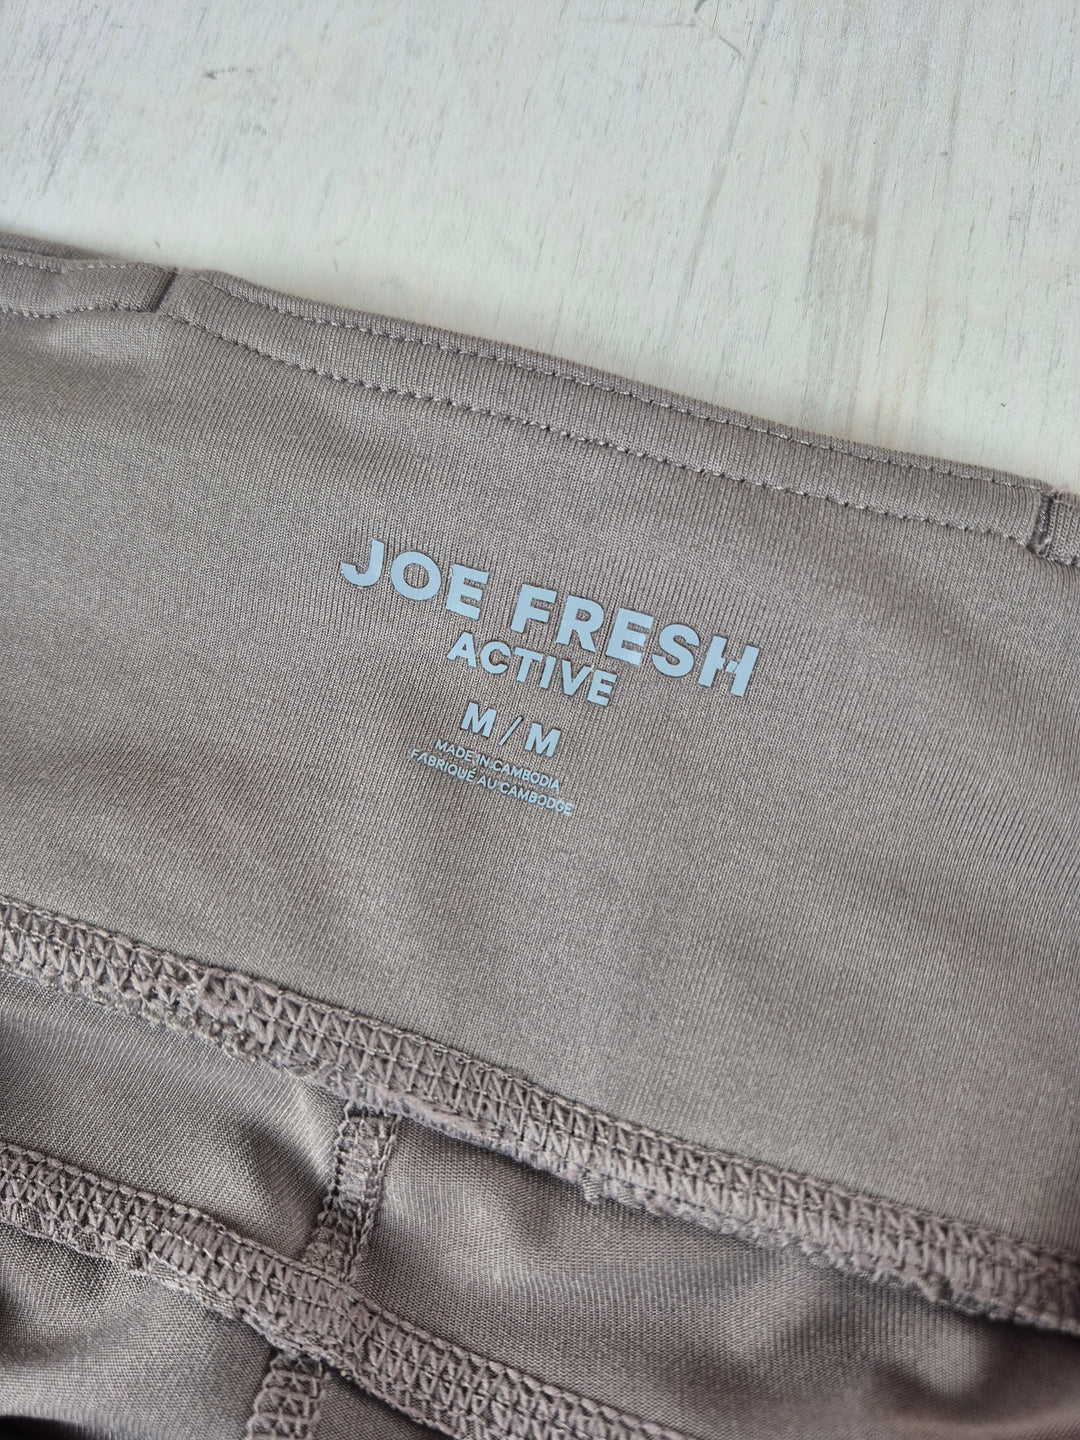 JOE FRESH
ACTIVE
M / M
MADE IN CAMBODIA
FABRIQUÉ AU CAMBODGE